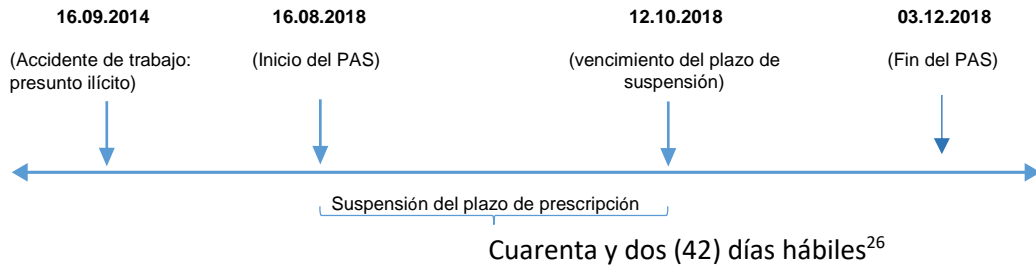 16.09.2014
16.08.2018
12.10.2018
03.12.2018
(Accidente de trabajo:
presunto ilícito)
(Inicio del PAS)
(vencimiento del plazo de
suspensión)
(Fin del PAS)
Suspensión del plazo de prescripción
Cuarenta y dos (42) días hábiles26